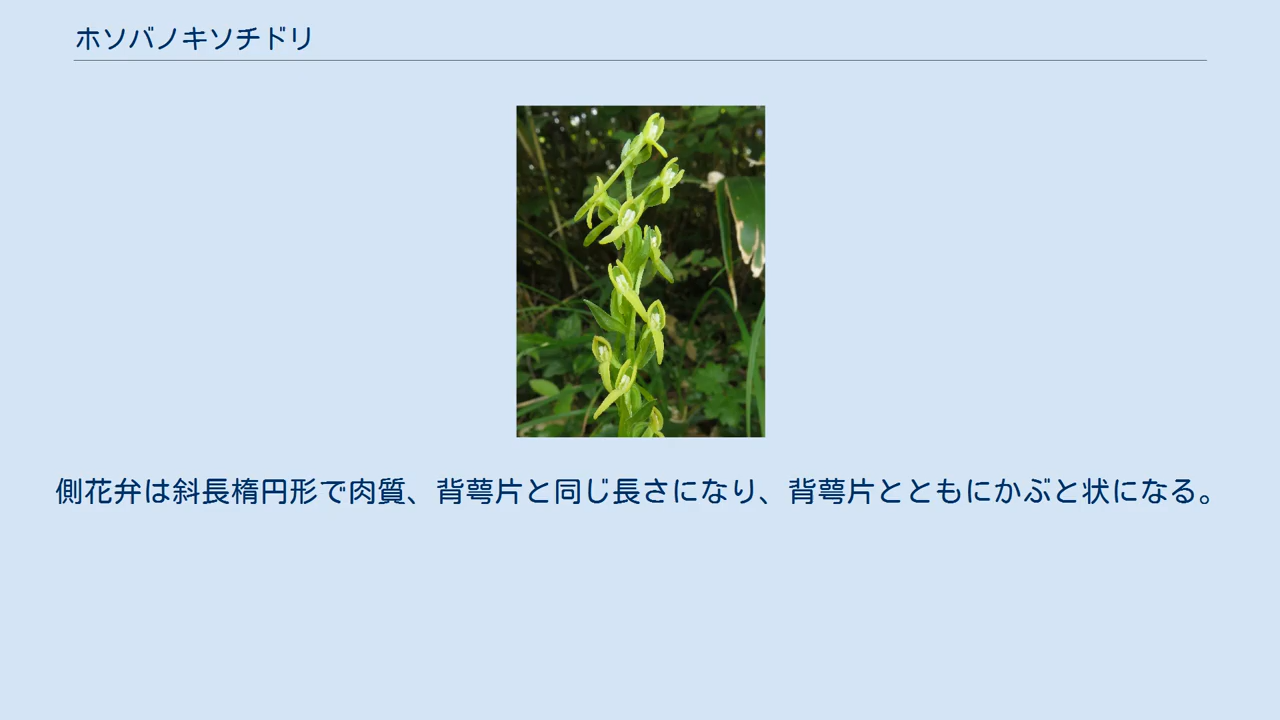 ホソバノキソチドリ
側花弁は斜長楕円形で肉質、背萼片と同じ長さになり、背萼片とともにかぶと状になる。